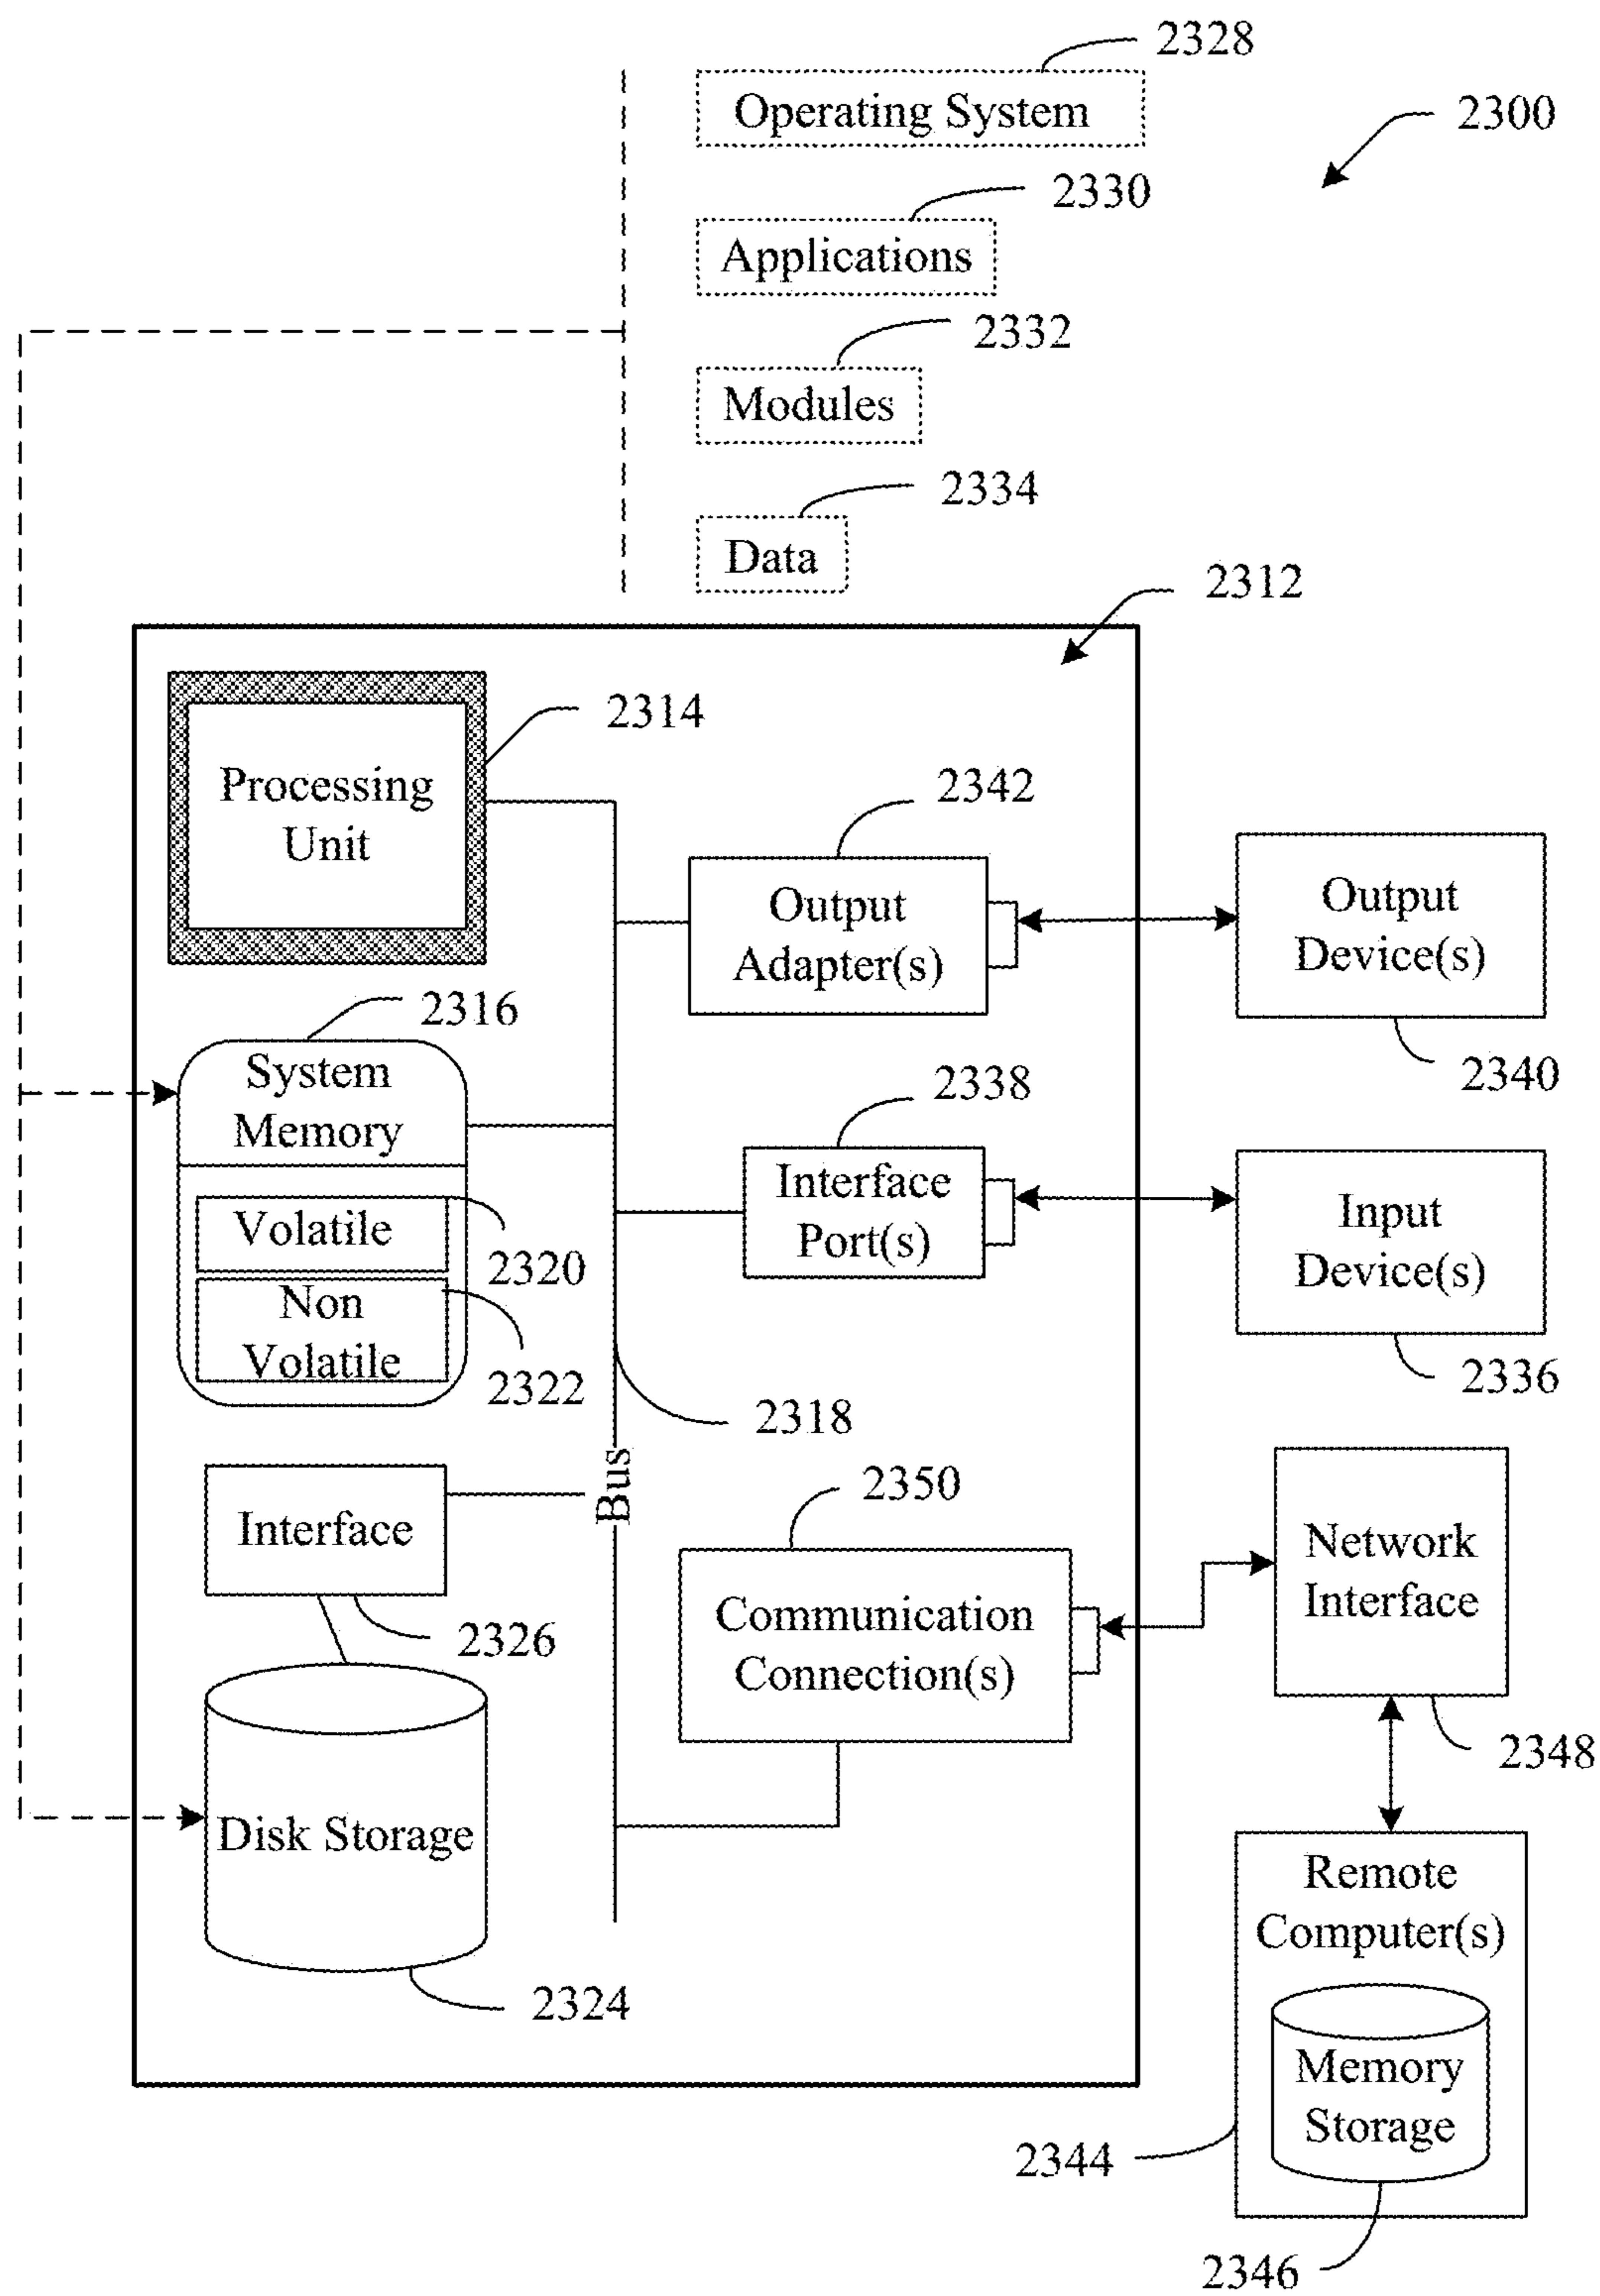 2328
Operating System
2300
2330
Applications
2332
Modules
2334
Data
2312
2314
Processing
Unit
2342
Output
Adapter(s)
Output
Device(s)
2340
2316
System
Memory
2338
Interface
Port(s)
Input
Device(s)
2336
Volatile
2320
Non
Volatile
2322
2318
Bus
2350
Interface
2326
Communication
Connection(s)
Network
Interface
2348
Disk Storage
2324
Remote
Computer(s)
Memory
Storage
2344
2346